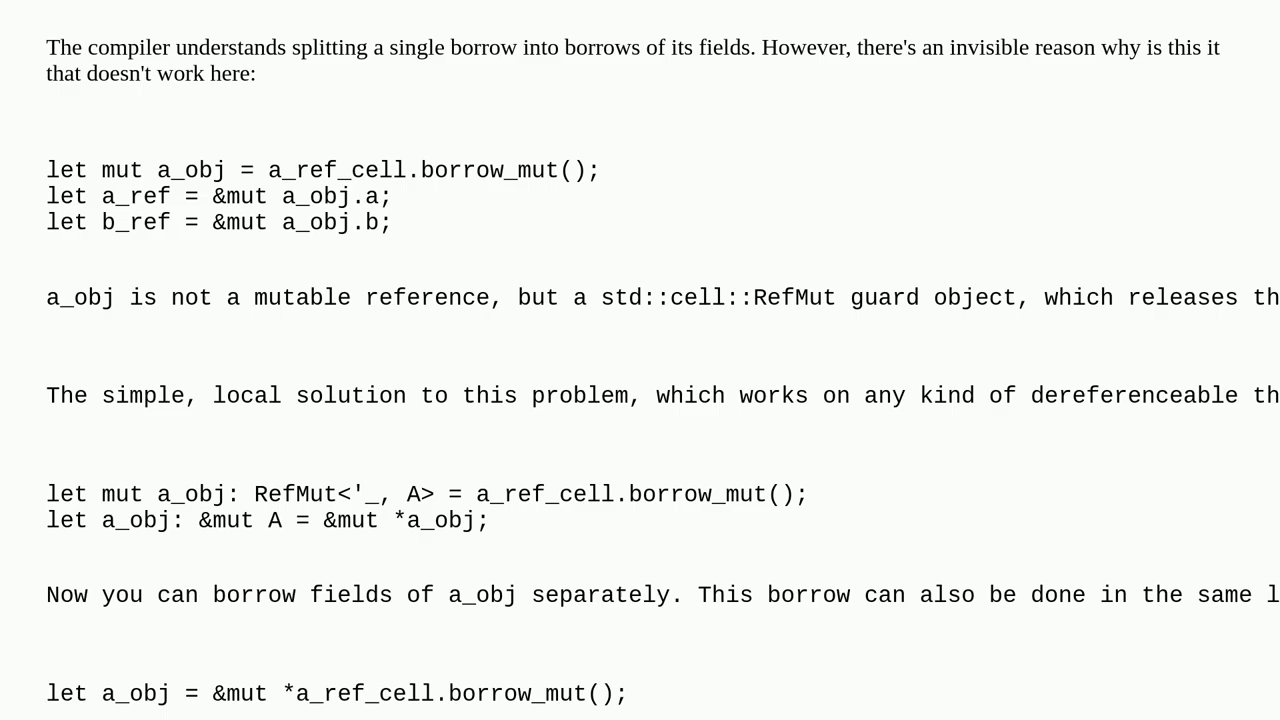 The compiler understands splitting a single borrow into borrows of its fields. However, there's an invisible reason why is this it
that doesn't work here:
let mut a_obj = a_ref_cell.borrow_mut();
let a_ref = &mut a_obj.a;
let b_ref = &mut a_obj.b;
a_obj is not a mutable reference, but a std::cell::RefMut guard object, which releases th
The simple, local solution to this problem, which works on any kind of dereferenceable th
let mut a_obj: RefMut<'_, A> = a_ref_cell.borrow_mut();
let a_obj: &mut A = &mut *a_obj;
Now you can borrow fields of a_obj separately. This borrow can also be done in the same l
let a_obj = &mut *a_ref_cell.borrow_mut();